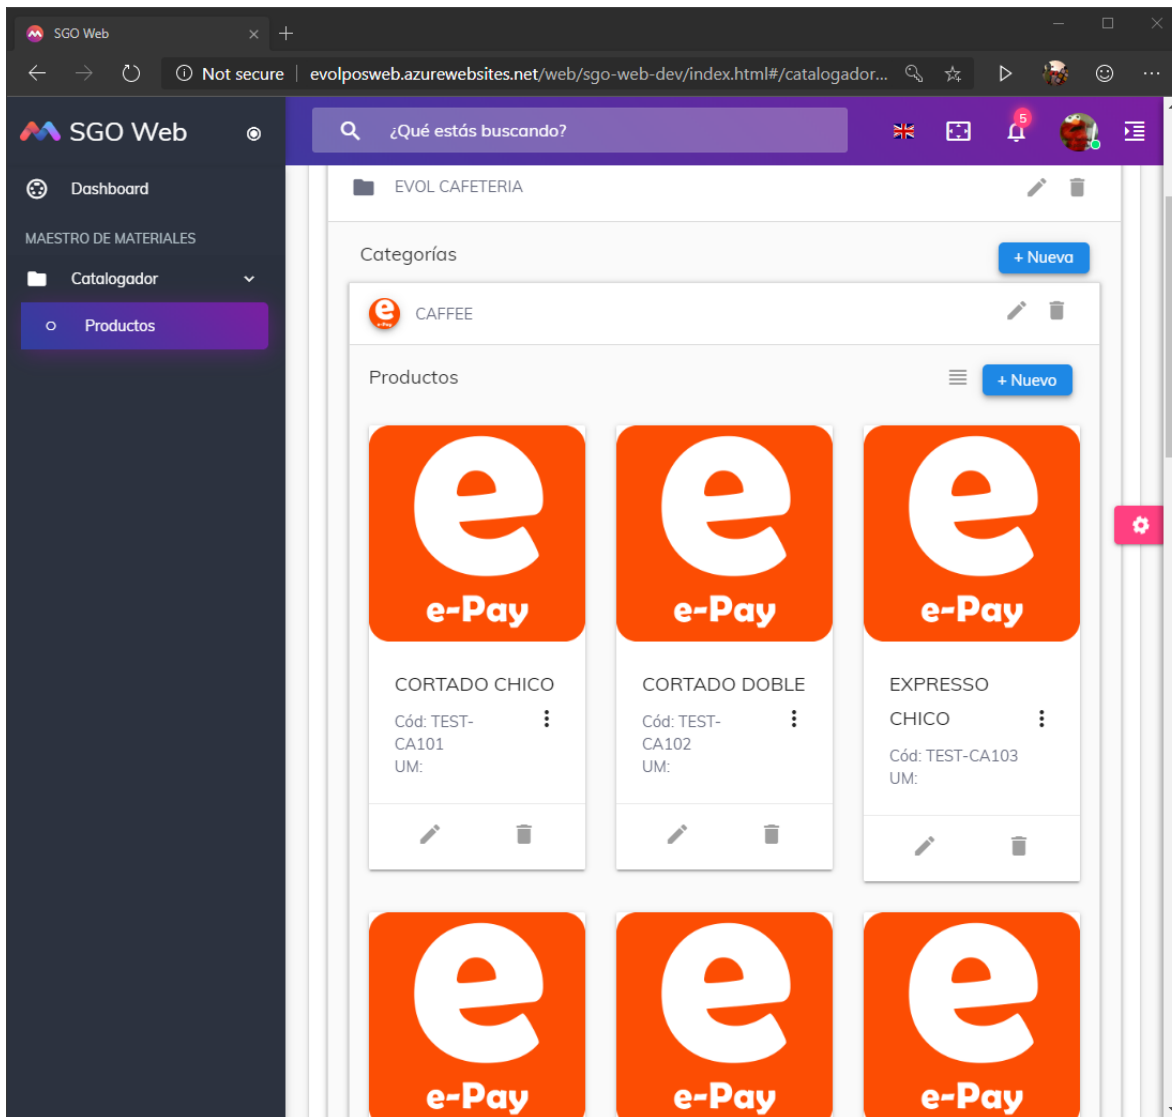 SGO Web
Not secure | evolposweb.azurewebsites.net/web/sgo-web-dev/index.html#/catalogador...
SGO Web
¿Qué estás buscando?
5
Dashboard
MAESTRO DE MATERIALES
Catalogador
Productos
EVOL CAFETERIA
Categorías
+ Nueva
e
e-Pay
CAFFEE
Productos
+ Nuevo
e
e-Pay
e
e-Pay
e
e-Pay
CORTADO CHICO
Cód: TEST-
CA101
UM:
CORTADO DOBLE
Cód: TEST-
CA102
UM:
EXPRESSO
CHICO
Cód: TEST-CA103
UM:
e
e-Pay
e
e-Pay
e
e-Pay